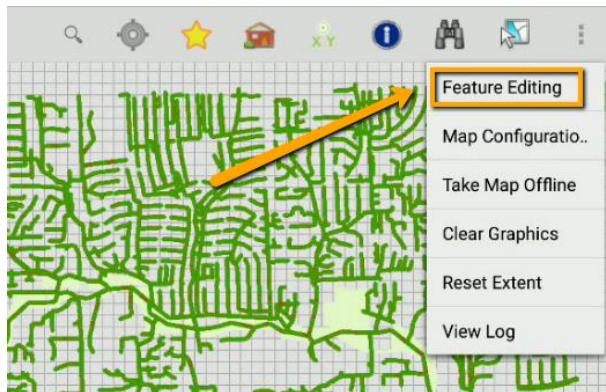 X Y
Feature Editing
Map Configuratio..
Take Map Offline
Clear Graphics
Reset Extent
View Log